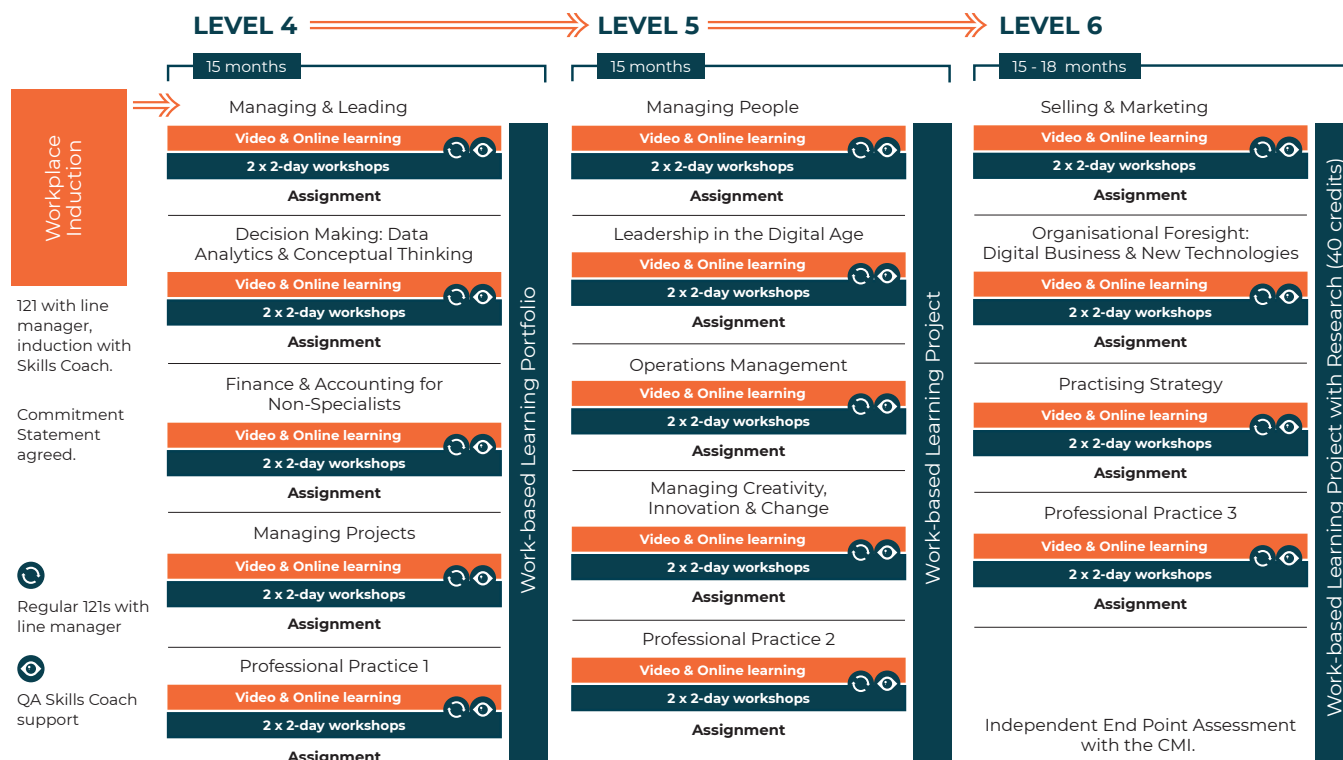 LEVEL 4
LEVEL 5
LEVEL 6
15 months
15 months
15 - 18 months
Workplace
Induction
121 with line
manager,
induction with
Skills Coach.
Commitment
Statement
agreed.
Regular 121s with
line manager
QA Skills Coach
support
Managing & Leading
Video & Online learning
2 x 2-day workshops
Assignment
Decision Making: Data
Analytics & Conceptual Thinking
Video & Online learning
2 x 2-day workshops
Assignment
Finance & Accounting for
Non-Specialists
Video & Online learning
2 x 2-day workshops
Assignment
Managing Projects
Video & Online learning
2 x 2-day workshops
Assignment
Professional Practice 1
Video & Online learning
2 x 2-day workshops
Assignment
Work-based Learning Portfolio
Managing People
Video & Online learning
2 x 2-day workshops
Assignment
Leadership in the Digital Age
Video & Online learning
2 x 2-day workshops
Assignment
Operations Management
Video & Online learning
2 x 2-day workshops
Assignment
Managing Creativity,
Innovation & Change
Video & Online learning
2 x 2-day workshops
Assignment
Professional Practice 2
Video & Online learning
2 x 2-day workshops
Assignment
Work-based Learning Project
Selling & Marketing
Video & Online learning
2 x 2-day workshops
Assignment
Organisational Foresight:
Digital Business & New Technologies
Video & Online learning
2 x 2-day workshops
Assignment
Practising Strategy
Video & Online learning
2 x 2-day workshops
Assignment
Professional Practice 3
Video & Online learning
2 x 2-day workshops
Assignment
Independent End Point Assessment
with the CMI.
Work-based Learning Project with Research (40 credits)